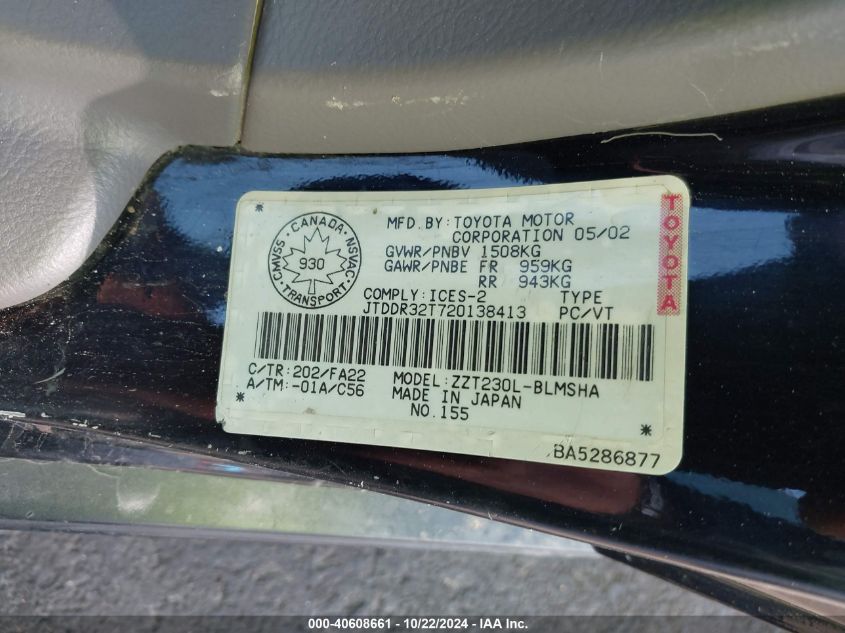 CANADA
CMVSS NSVAC
930
TRANSPORT
MFD. BY: TOYOTA MOTOR
CORPORATION 05/02
GVWR/PNBV 1508KG
GAWR/PNBE FR 959KG
RR 943KG
COMPLY: ICES-2 TYPE
JTDDR32T720138413 PC/VT
TOYOTA
C/TR: 202/FA22 MODEL: ZZT230L-BLMSHA
A/TM: -01A/C56 MADE IN JAPAN
NO.155
BA5286877
000-40608661 - 10/22/2024 - IAA Inc.